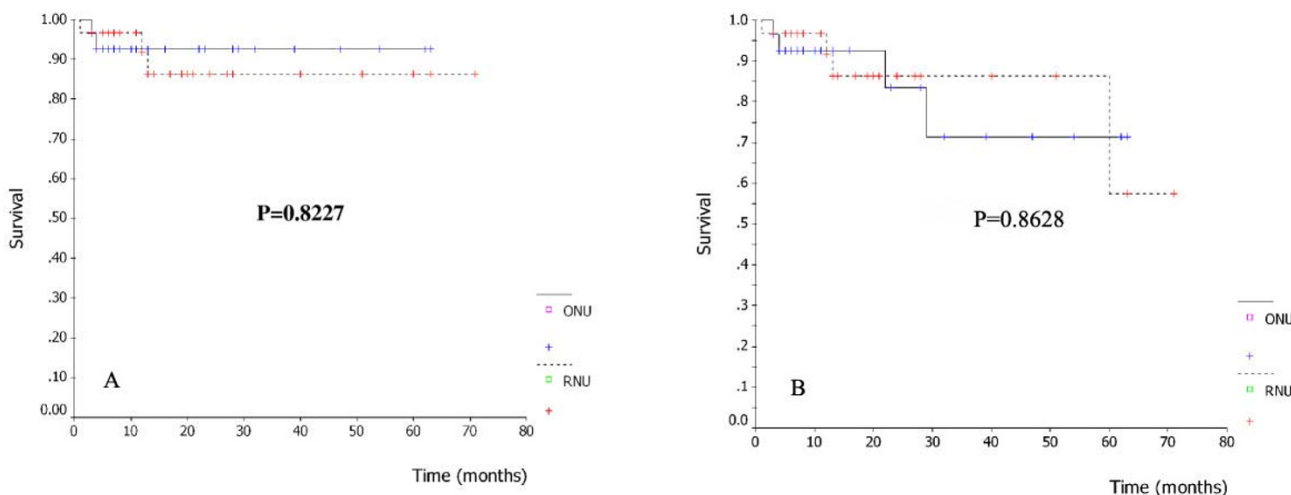 1.00
.90
.80
.70
.60
.50
.40
.30
.20
.10
0.00
Survival
P=0.8227
ONU
RNU
A
0 10 20 30 40 50 60 70 80
Time (months)
1.0
.9
.8
.7
.6
.5
.4
.3
.2
.1
0.0
Survival
P=0.8628
ONU
RNU
B
0 10 20 30 40 50 60 70 80
Time (months)